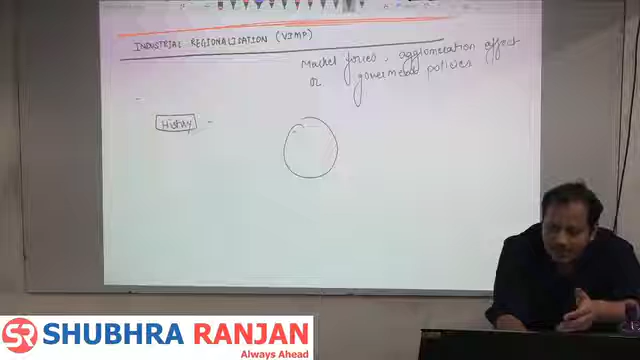 INDUSTRIAL REGIONALISATION (VIMP)
Market forces, agglomeration effect
or government policies
History
SR SHUBHRA RANJAN
Always Ahead